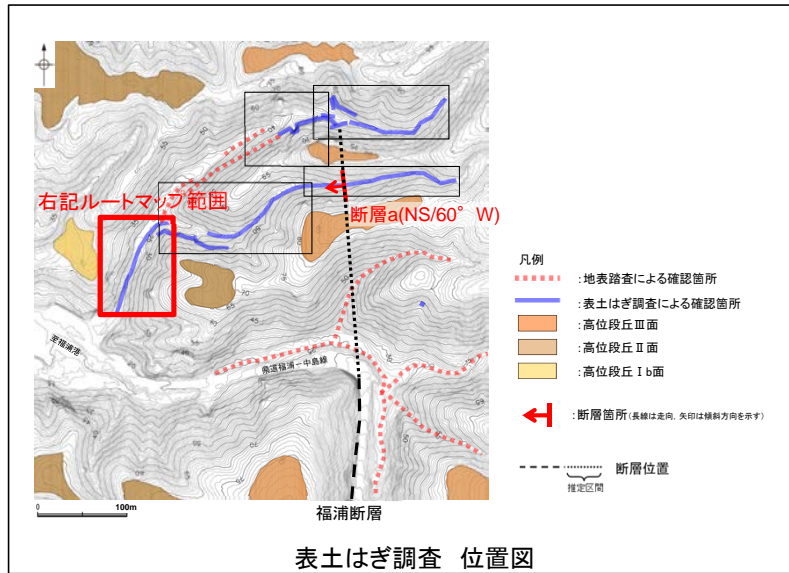 右記ルートマップ範囲
断層a(NS/60° W)
至福浦港
県道福浦ー中島線
福浦断層
0 100m
凡例
:地表踏査による確認箇所
:表土はぎ調査による確認箇所
:高位段丘Ⅲ面
:高位段丘Ⅱ面
:高位段丘Ⅰb面
:断層箇所(長線は走向,矢印は傾斜方向を示す)
断層位置
推定区間
表土はぎ調査 位置図